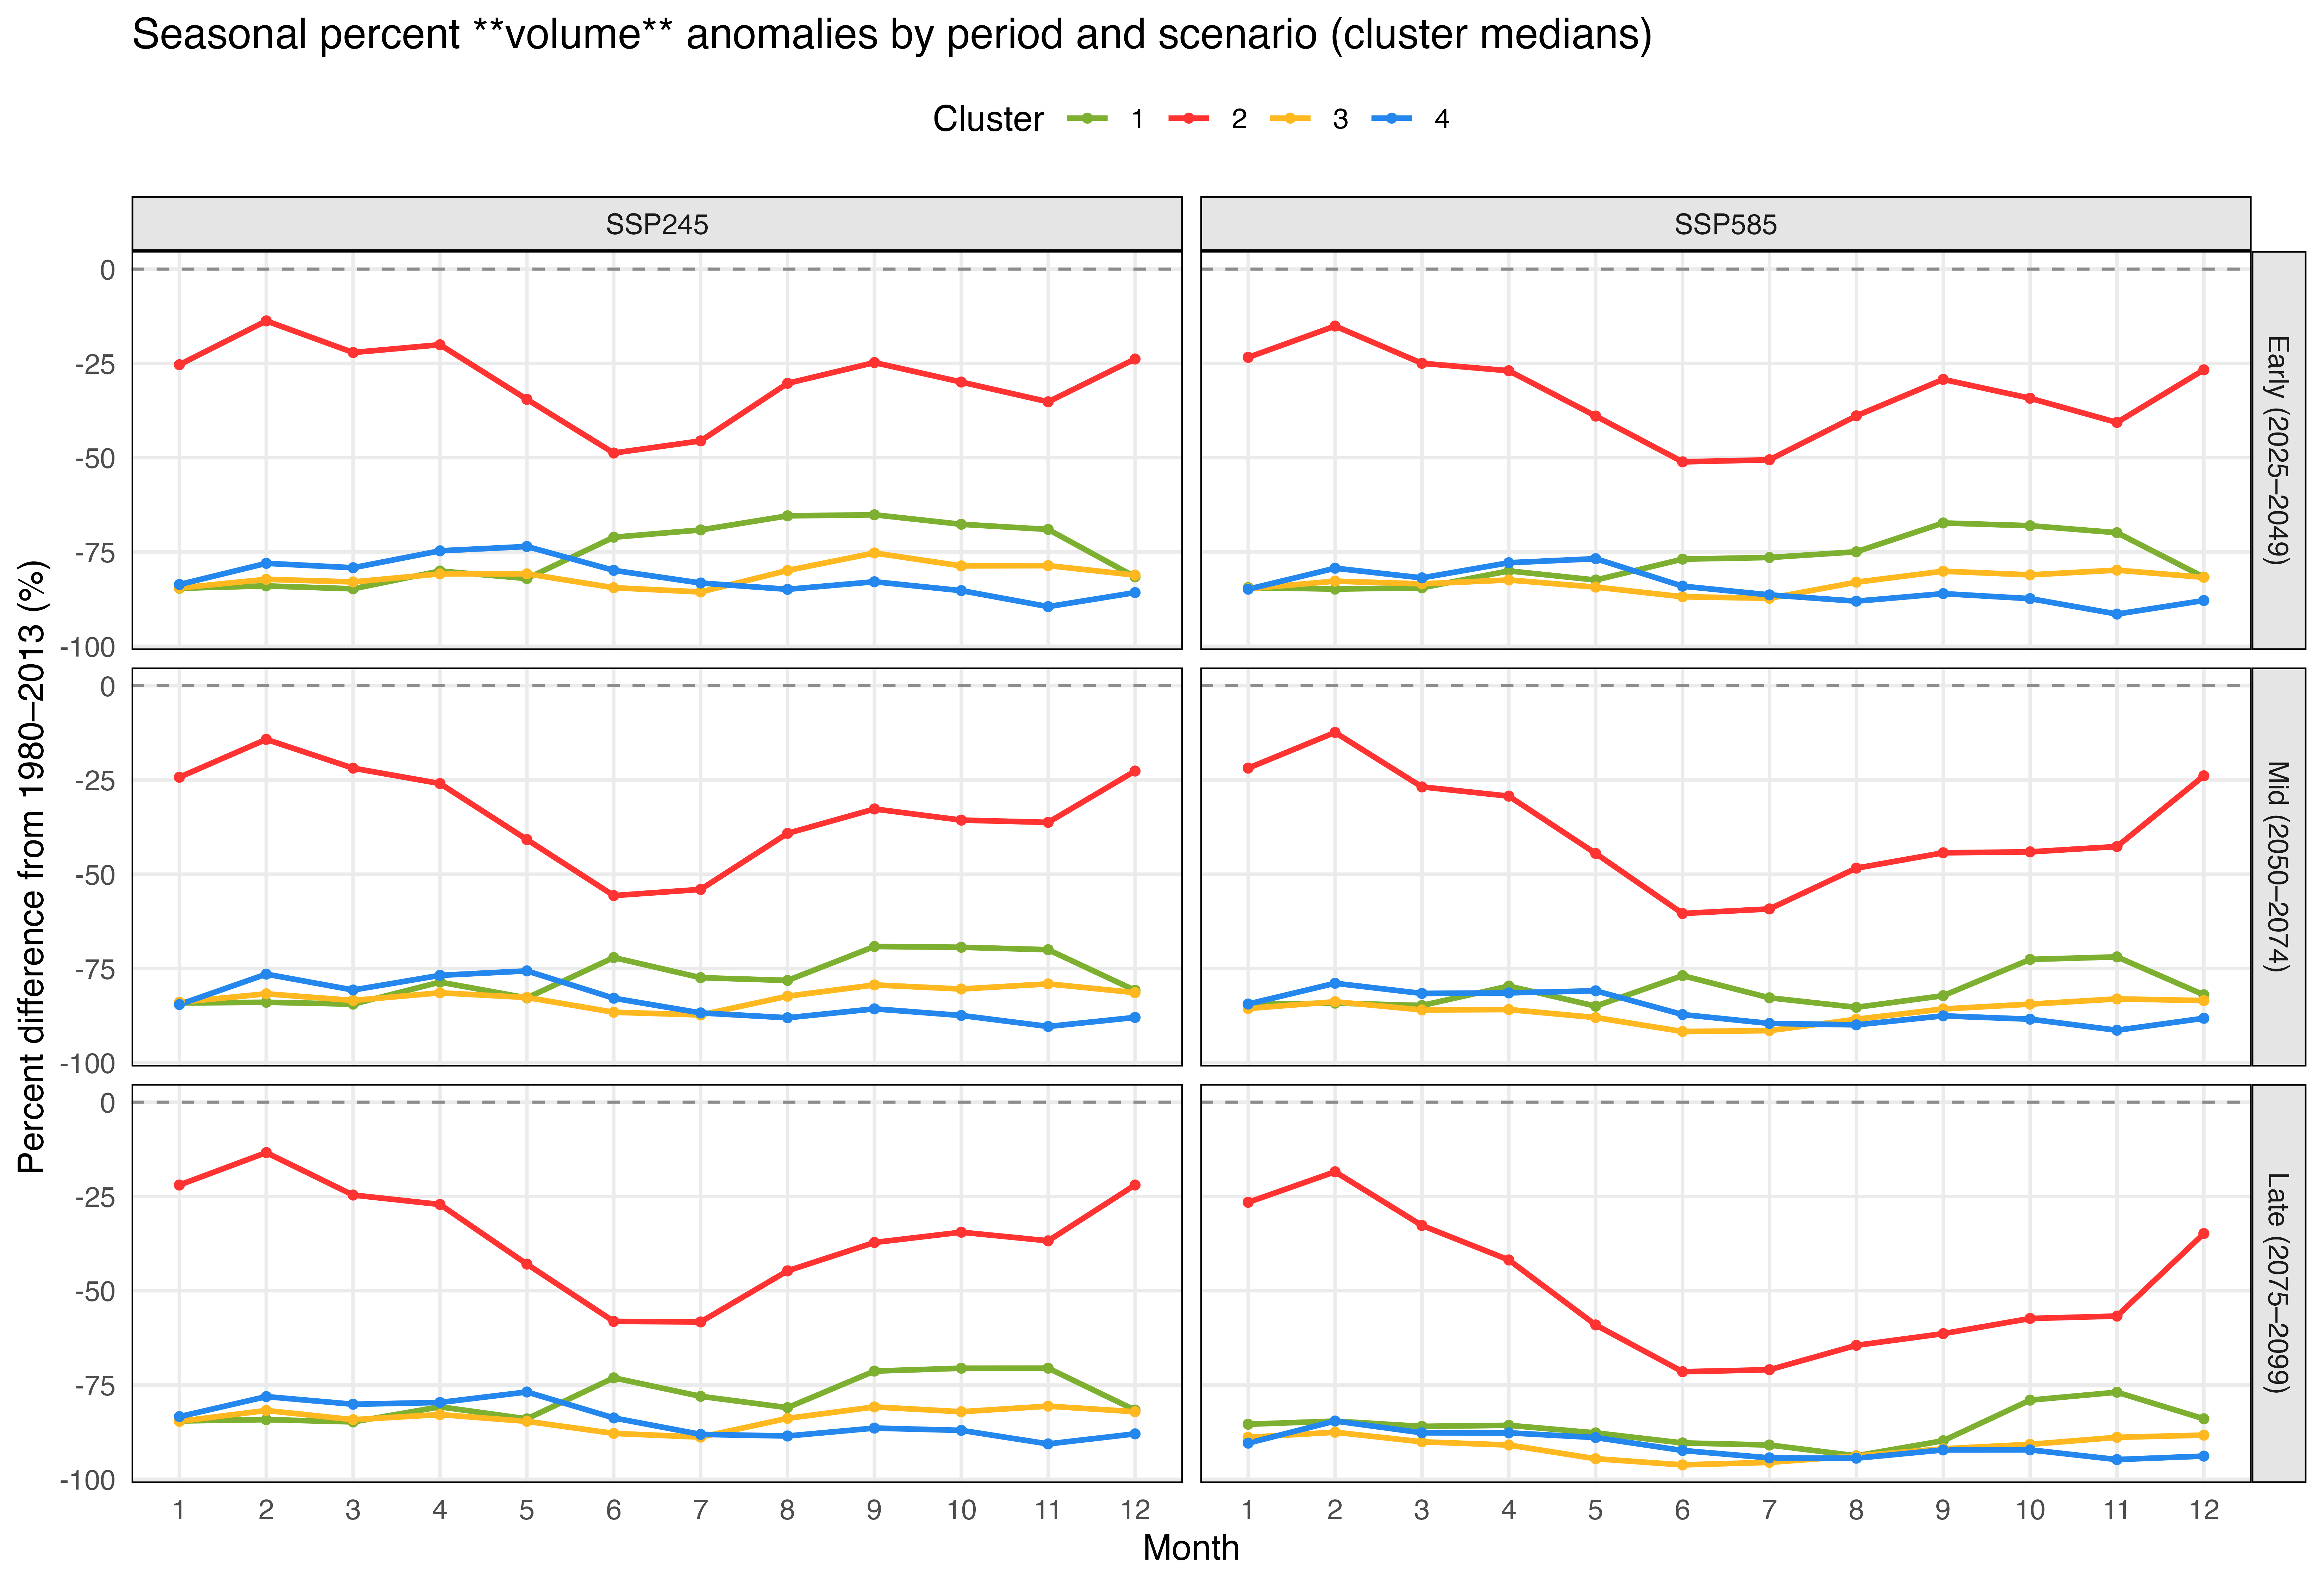 Seasonal percent **volume** anomalies by period and scenario (cluster medians)
Cluster 1 2 3 4
SSP245 SSP585
Percent difference from 1980–2013 (%)
0
-25
-50
-75
-100
Early (2025–2049)
0
-25
-50
-75
-100
Mid (2050–2074)
0
-25
-50
-75
-100
Late (2075–2099)
1 2 3 4 5 6 7 8 9 10 11 12 1 2 3 4 5 6 7 8 9 10 11 12
Month